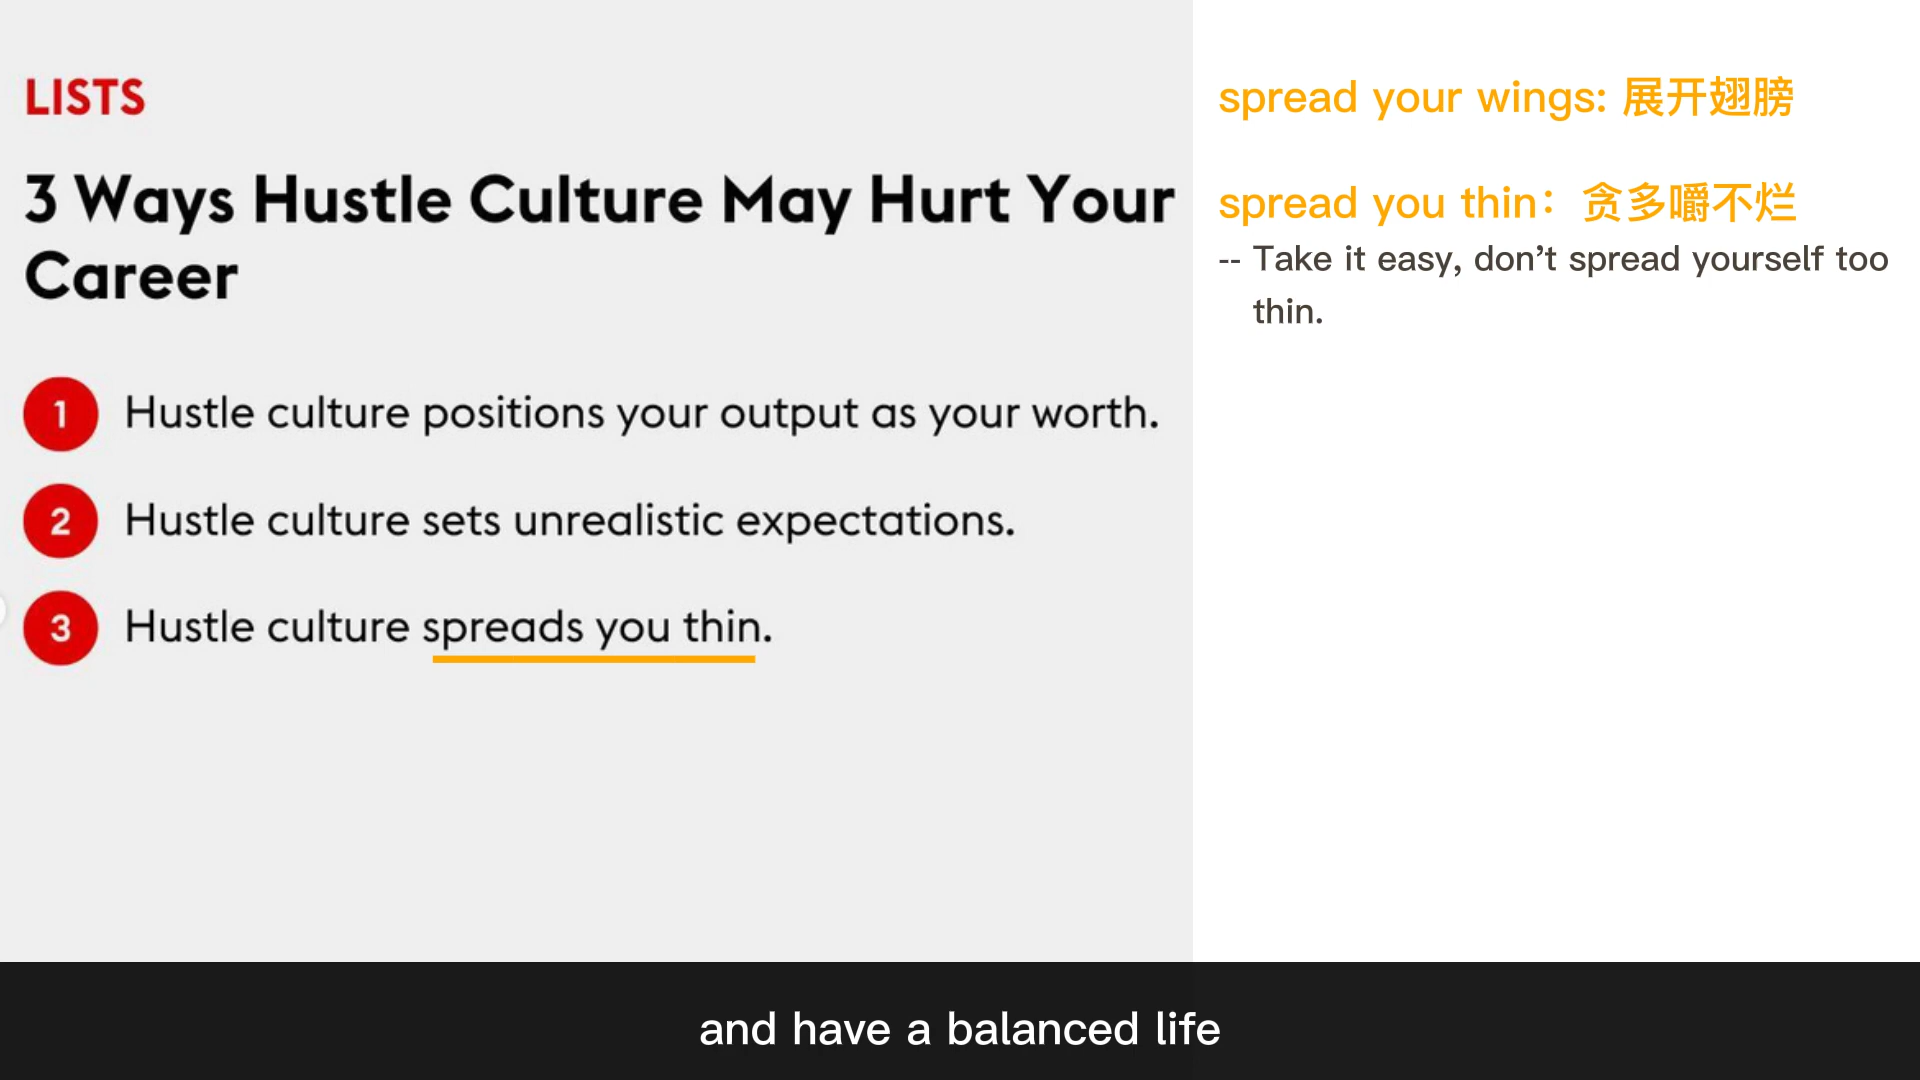 LISTS
3 Ways Hustle Culture May Hurt Your
Career
1 Hustle culture positions your output as your worth.
2 Hustle culture sets unrealistic expectations.
3 Hustle culture spreads you thin.
spread your wings: 展开翅膀
spread you thin：贪多嚼不烂
-- Take it easy, don’t spread yourself too
thin.
and have a balanced life